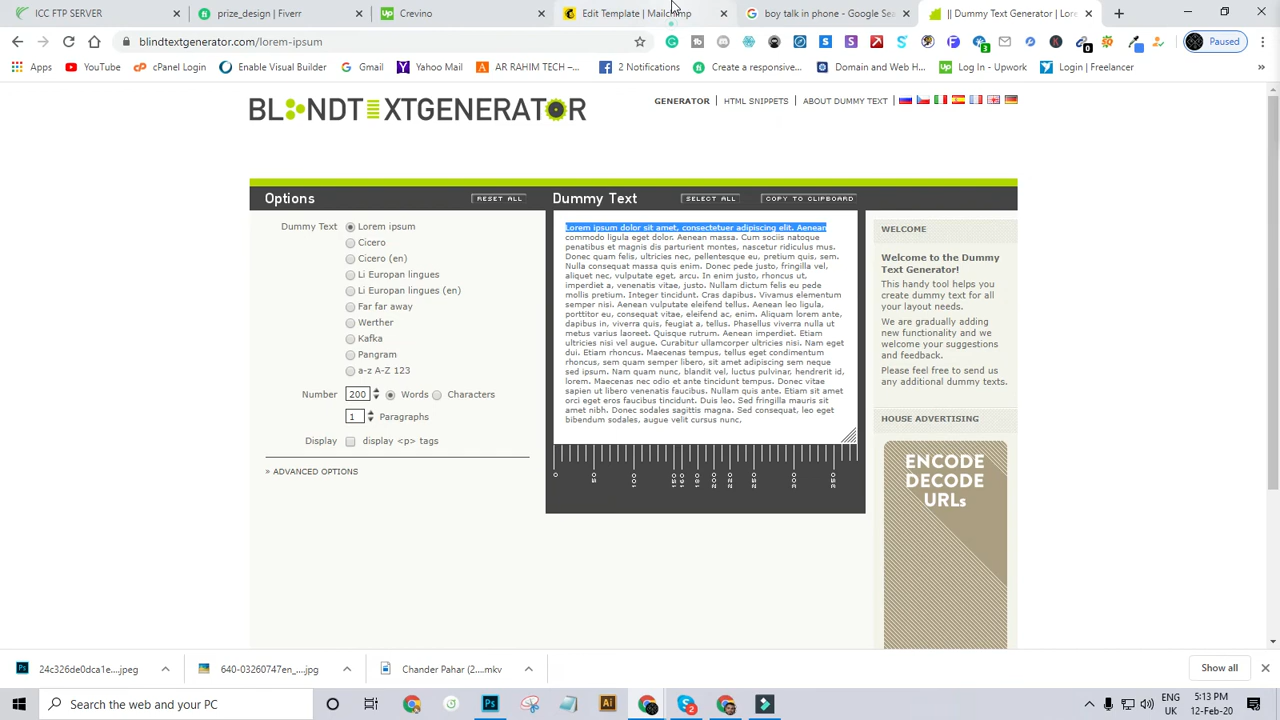 ICC FTP SERVER
prize_design | Fiverr
Crevino
Edit Template | Mailchimp
boy talk in phone - Google Sea
|| Dummy Text Generator | Lore
blindtextgenerator.com/lorem-ipsum
Paused
Apps
YouTube
cPanel Login
Enable Visual Builder
Gmail
Yahoo Mail
AR RAHIM TECH –...
2 Notifications
Create a responsive...
Domain and Web H...
Log In - Upwork
Login | Freelancer
BLINDTEXTGENERATOR
GENERATOR | HTML SNIPPETS | ABOUT DUMMY TEXT
Options
RESET ALL
Dummy Text
Lorem ipsum
Cicero
Cicero (en)
Li Europan lingues
Li Europan lingues (en)
Far far away
Werther
Kafka
Pangram
a-z A-Z 123
Number 200 Words Characters
1 Paragraphs
Display display <p> tags
» ADVANCED OPTIONS
Dummy Text
SELECT ALL
COPY TO CLIPBOARD
Lorem ipsum dolor sit amet, consectetuer adipiscing elit. Aenean
commodo ligula eget dolor. Aenean massa. Cum sociis natoque
penatibus et magnis dis parturient montes, nascetur ridiculus mus.
Donec quam felis, ultricies nec, pellentesque eu, pretium quis, sem.
Nulla consequat massa quis enim. Donec pede justo, fringilla vel,
aliquet nec, vulputate eget, arcu. In enim justo, rhoncus ut,
imperdiet a, venenatis vitae, justo. Nullam dictum felis eu pede
mollis pretium. Integer tincidunt. Cras dapibus. Vivamus elementum
semper nisi. Aenean vulputate eleifend tellus. Aenean leo ligula,
porttitor eu, consequat vitae, eleifend ac, enim. Aliquam lorem ante,
dapibus in, viverra quis, feugiat a, tellus. Phasellus viverra nulla ut
metus varius laoreet. Quisque rutrum. Aenean imperdiet. Etiam
ultricies nisi vel augue. Curabitur ullamcorper ultricies nisi. Nam eget
dui. Etiam rhoncus. Maecenas tempus, tellus eget condimentum
rhoncus, sem quam semper libero, sit amet adipiscing sem neque
sed ipsum. Nam quam nunc, blandit vel, luctus pulvinar, hendrerit id,
lorem. Maecenas nec odio et ante tincidunt tempus. Donec vitae
sapien ut libero venenatis faucibus. Nullam quis ante. Etiam sit amet
orci eget eros faucibus tincidunt. Duis leo. Sed fringilla mauris sit
amet nibh. Donec sodales sagittis magna. Sed consequat, leo eget
bibendum sodales, augue velit cursus nunc.
0 50 100 150 160 180 200 220 250 300 350
WELCOME
Welcome to the Dummy
Text Generator!
This handy tool helps you
create dummy text for all
your layout needs.
We are gradually adding
new functionality and we
welcome your suggestions
and feedback.
Please feel free to send us
any additional dummy texts.
HOUSE ADVERTISING
ENCODE
DECODE
URLs
24c326de0dca1e....jpeg
640-03260747en_...jpg
Chander Pahar (2....mkv
Show all
Search the web and your PC
ENG
UK
5:13 PM
12-Feb-20